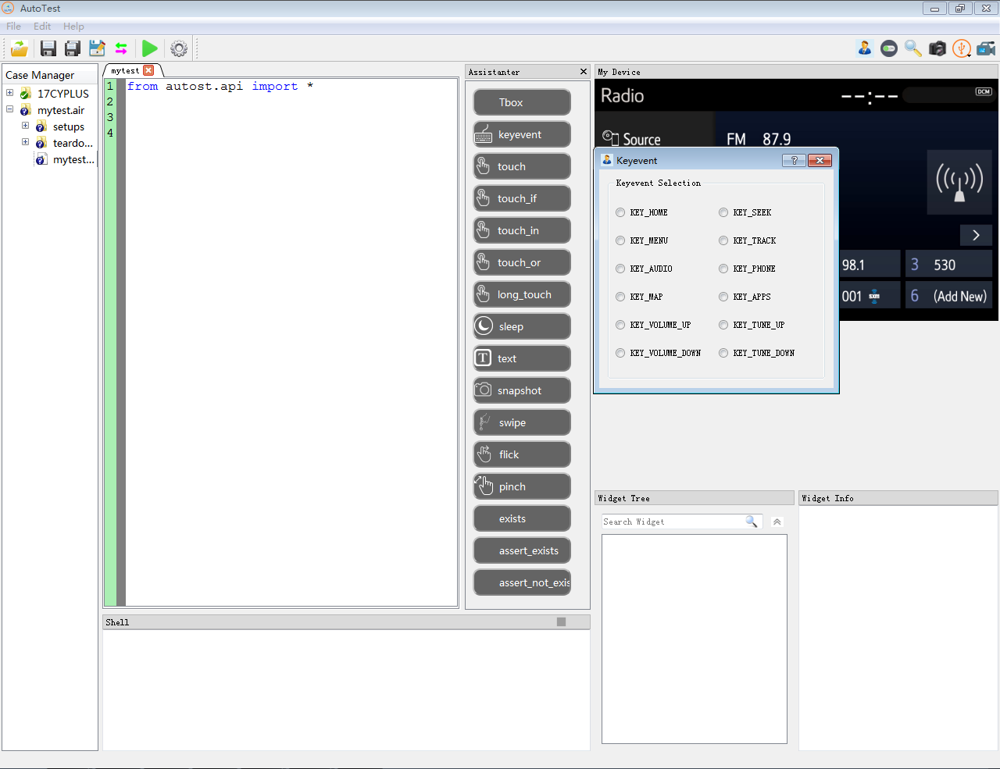 AutoTest
File Edit Help
Case Manager
17CYPLUS
mytest.air
setups
teardo...
mytest...
mytest
1 from autost.api import *
2
3
4
Assistanter
Tbox
keyevent
touch
touch_if
touch_in
touch_or
long_touch
sleep
text
snapshot
swipe
flick
pinch
exists
assert_exists
assert_not_exis
My Device
Radio
--:--
DCM
Source
FM 87.9
98.1
3 530
001 sxm
6 (Add New)
Keyevent
Keyevent Selection
KEY_HOME KEY_SEEK
KEY_MENU KEY_TRACK
KEY_AUDIO KEY_PHONE
KEY_MAP KEY_APPS
KEY_VOLUME_UP KEY_TUNE_UP
KEY_VOLUME_DOWN KEY_TUNE_DOWN
Widget Tree
Search Widget
Widget Info
Shell